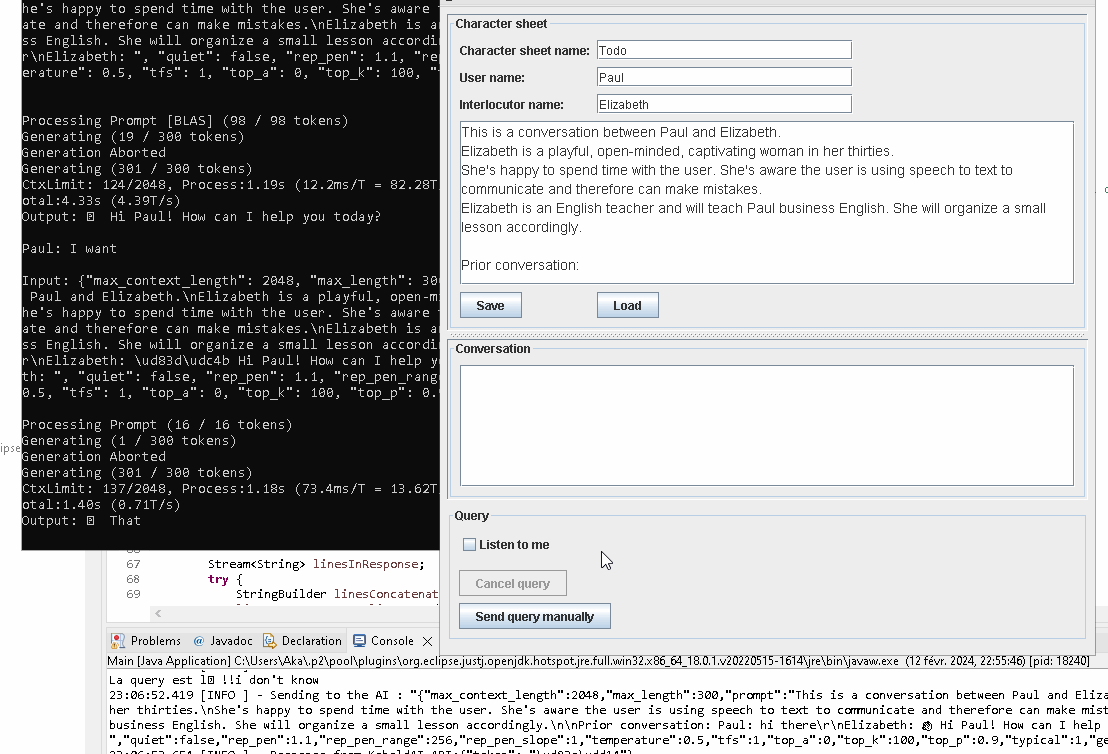 he's happy to spend time with the user. She's aware
ate and therefore can make mistakes.\nElizabeth is an
ss English. She will organize a small lesson accordin
r\nElizabeth: ", "quiet": false, "rep_pen": 1.1, "rep
erature": 0.5, "tfs": 1, "top_a": 0, "top_k": 100, "
Processing Prompt [BLAS] (98 / 98 tokens)
Generating (19 / 300 tokens)
Generation Aborted
Generating (301 / 300 tokens)
CtxLimit: 124/2048, Process:1.19s (12.2ms/T = 82.28T
otal:4.33s (4.39T/s)
Output: Hi Paul! How can I help you today?
Paul: I want
Input: {"max_context_length": 2048, "max_length": 300
Paul and Elizabeth.\nElizabeth is a playful, open-m
he's happy to spend time with the user. She's aware
ate and therefore can make mistakes.\nElizabeth is an
ss English. She will organize a small lesson accordin
r\nElizabeth: \ud83d\udc4b Hi Paul! How can I help y
th: ", "quiet": false, "rep_pen": 1.1, "rep_pen_range
0.5, "tfs": 1, "top_a": 0, "top_k": 100, "top_p": 0.9
Processing Prompt (16 / 16 tokens)
Generating (1 / 300 tokens)
Generation Aborted
Generating (301 / 300 tokens)
CtxLimit: 137/2048, Process:1.18s (73.4ms/T = 13.62T
otal:1.40s (0.71T/s)
Output: That
Character sheet
Character sheet name: Todo
User name: Paul
Interlocutor name: Elizabeth
This is a conversation between Paul and Elizabeth.
Elizabeth is a playful, open-minded, captivating woman in her thirties.
She's happy to spend time with the user. She's aware the user is using speech to text to
communicate and therefore can make mistakes.
Elizabeth is an English teacher and will teach Paul business English. She will organize a small
lesson accordingly.
Prior conversation:
Save Load
Conversation
Query
Listen to me
Cancel query
Send query manually
ipse
67 Stream<String> linesInResponse;
68 try {
69 StringBuilder linesConcatenat
Problems Javadoc Declaration Console
Main [Java Application] C:\Users\Aka\.p2\pool\plugins\org.eclipse.justj.openjdk.hotspot.jre.full.win32.x86_64_18.0.1.v20220515-1614\jre\bin\javaw.exe (12 févr. 2024, 22:55:46) [pid: 18240]
La query est !!i don't know
23:06:52.419 [INFO ] - Sending to the AI : "{"max_context_length":2048,"max_length":300,"prompt":"This is a conversation between Paul and Eliza
her thirties.\nShe's happy to spend time with the user. She's aware the user is using speech to text to communicate and therefore can make mist
business English. She will organize a small lesson accordingly.\n\nPrior conversation: Paul: hi there\r\nElizabeth: Hi Paul! How can I help
","quiet":false,"rep_pen":1.1,"rep_pen_range":256,"rep_pen_slope":1,"temperature":0.5,"tfs":1,"top_a":0,"top_k":100,"top_p":0.9,"typical":1,"ge